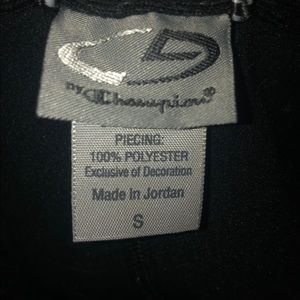 by Champion®
PIECING:
100% POLYESTER
Exclusive of Decoration
Made in Jordan
S